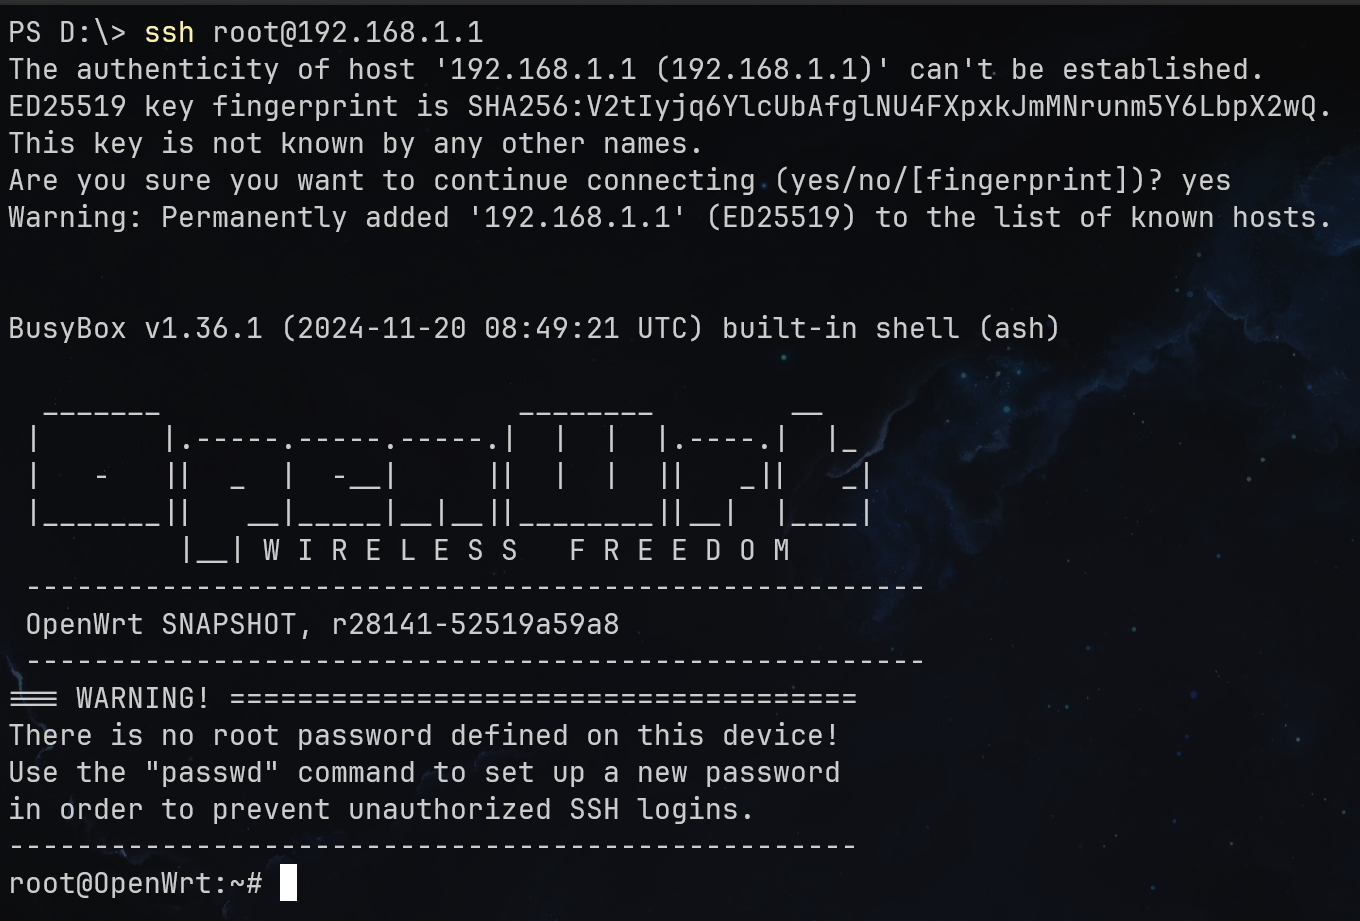 PS D:\> ssh root@192.168.1.1
The authenticity of host '192.168.1.1 (192.168.1.1)' can't be established.
ED25519 key fingerprint is SHA256:V2tIyjq6YlcUbAfglNU4FXpxkJmMNrunm5Y6LbpX2wQ.
This key is not known by any other names.
Are you sure you want to continue connecting (yes/no/[fingerprint])? yes
Warning: Permanently added '192.168.1.1' (ED25519) to the list of known hosts.
BusyBox v1.36.1 (2024-11-20 08:49:21 UTC) built-in shell (ash)
  _______                     ________        __
 |       |.-----.-----.-----.|  |  |  |.----.|  |_
 |   -   ||  _  |  -__|     ||  |  |  ||   _||   _|
 |_______||   __|_____|__|__||________||__|  |____|
          |__| W I R E L E S S   F R E E D O M
 -----------------------------------------------------
 OpenWrt SNAPSHOT, r28141-52519a59a8
 -----------------------------------------------------
=== WARNING! =====================================
There is no root password defined on this device!
Use the "passwd" command to set up a new password
in order to prevent unauthorized SSH logins.
--------------------------------------------------
root@OpenWrt:~#